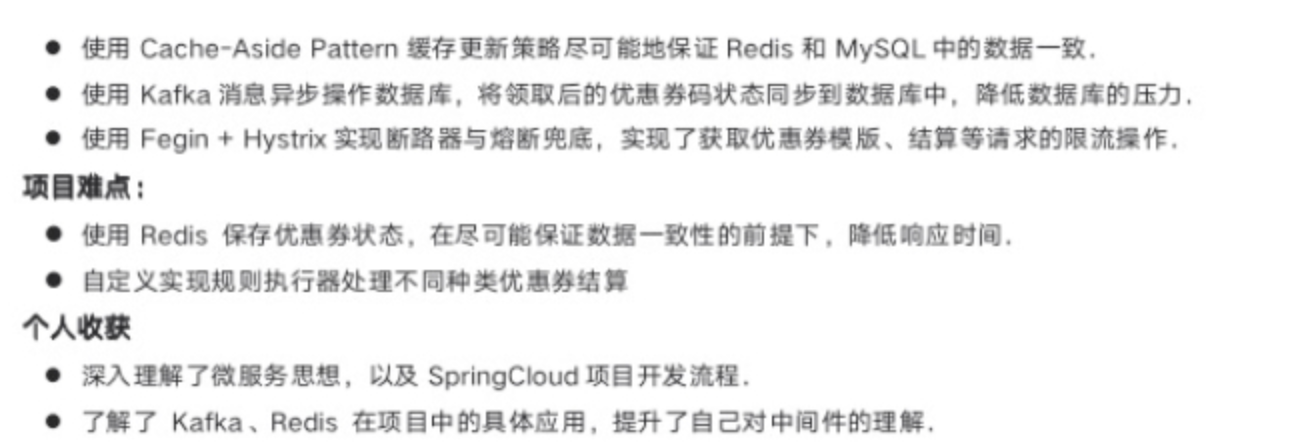 ● 使用 Cache-Aside Pattern 缓存更新策略尽可能地保证 Redis 和 MySQL 中的数据一致.
● 使用 Kafka 消息异步操作数据库，将领取后的优惠券码状态同步到数据库中，降低数据库的压力.
● 使用 Fegin + Hystrix 实现断路器与熔断兜底，实现了获取优惠券模版、结算等请求的限流操作.
项目难点：
● 使用 Redis 保存优惠券状态，在尽可能保证数据一致性的前提下，降低响应时间.
● 自定义实现规则执行器处理不同种类优惠券结算
个人收获
● 深入理解了微服务思想，以及 SpringCloud 项目开发流程.
● 了解了 Kafka、Redis 在项目中的具体应用，提升了自己对中间件的理解.